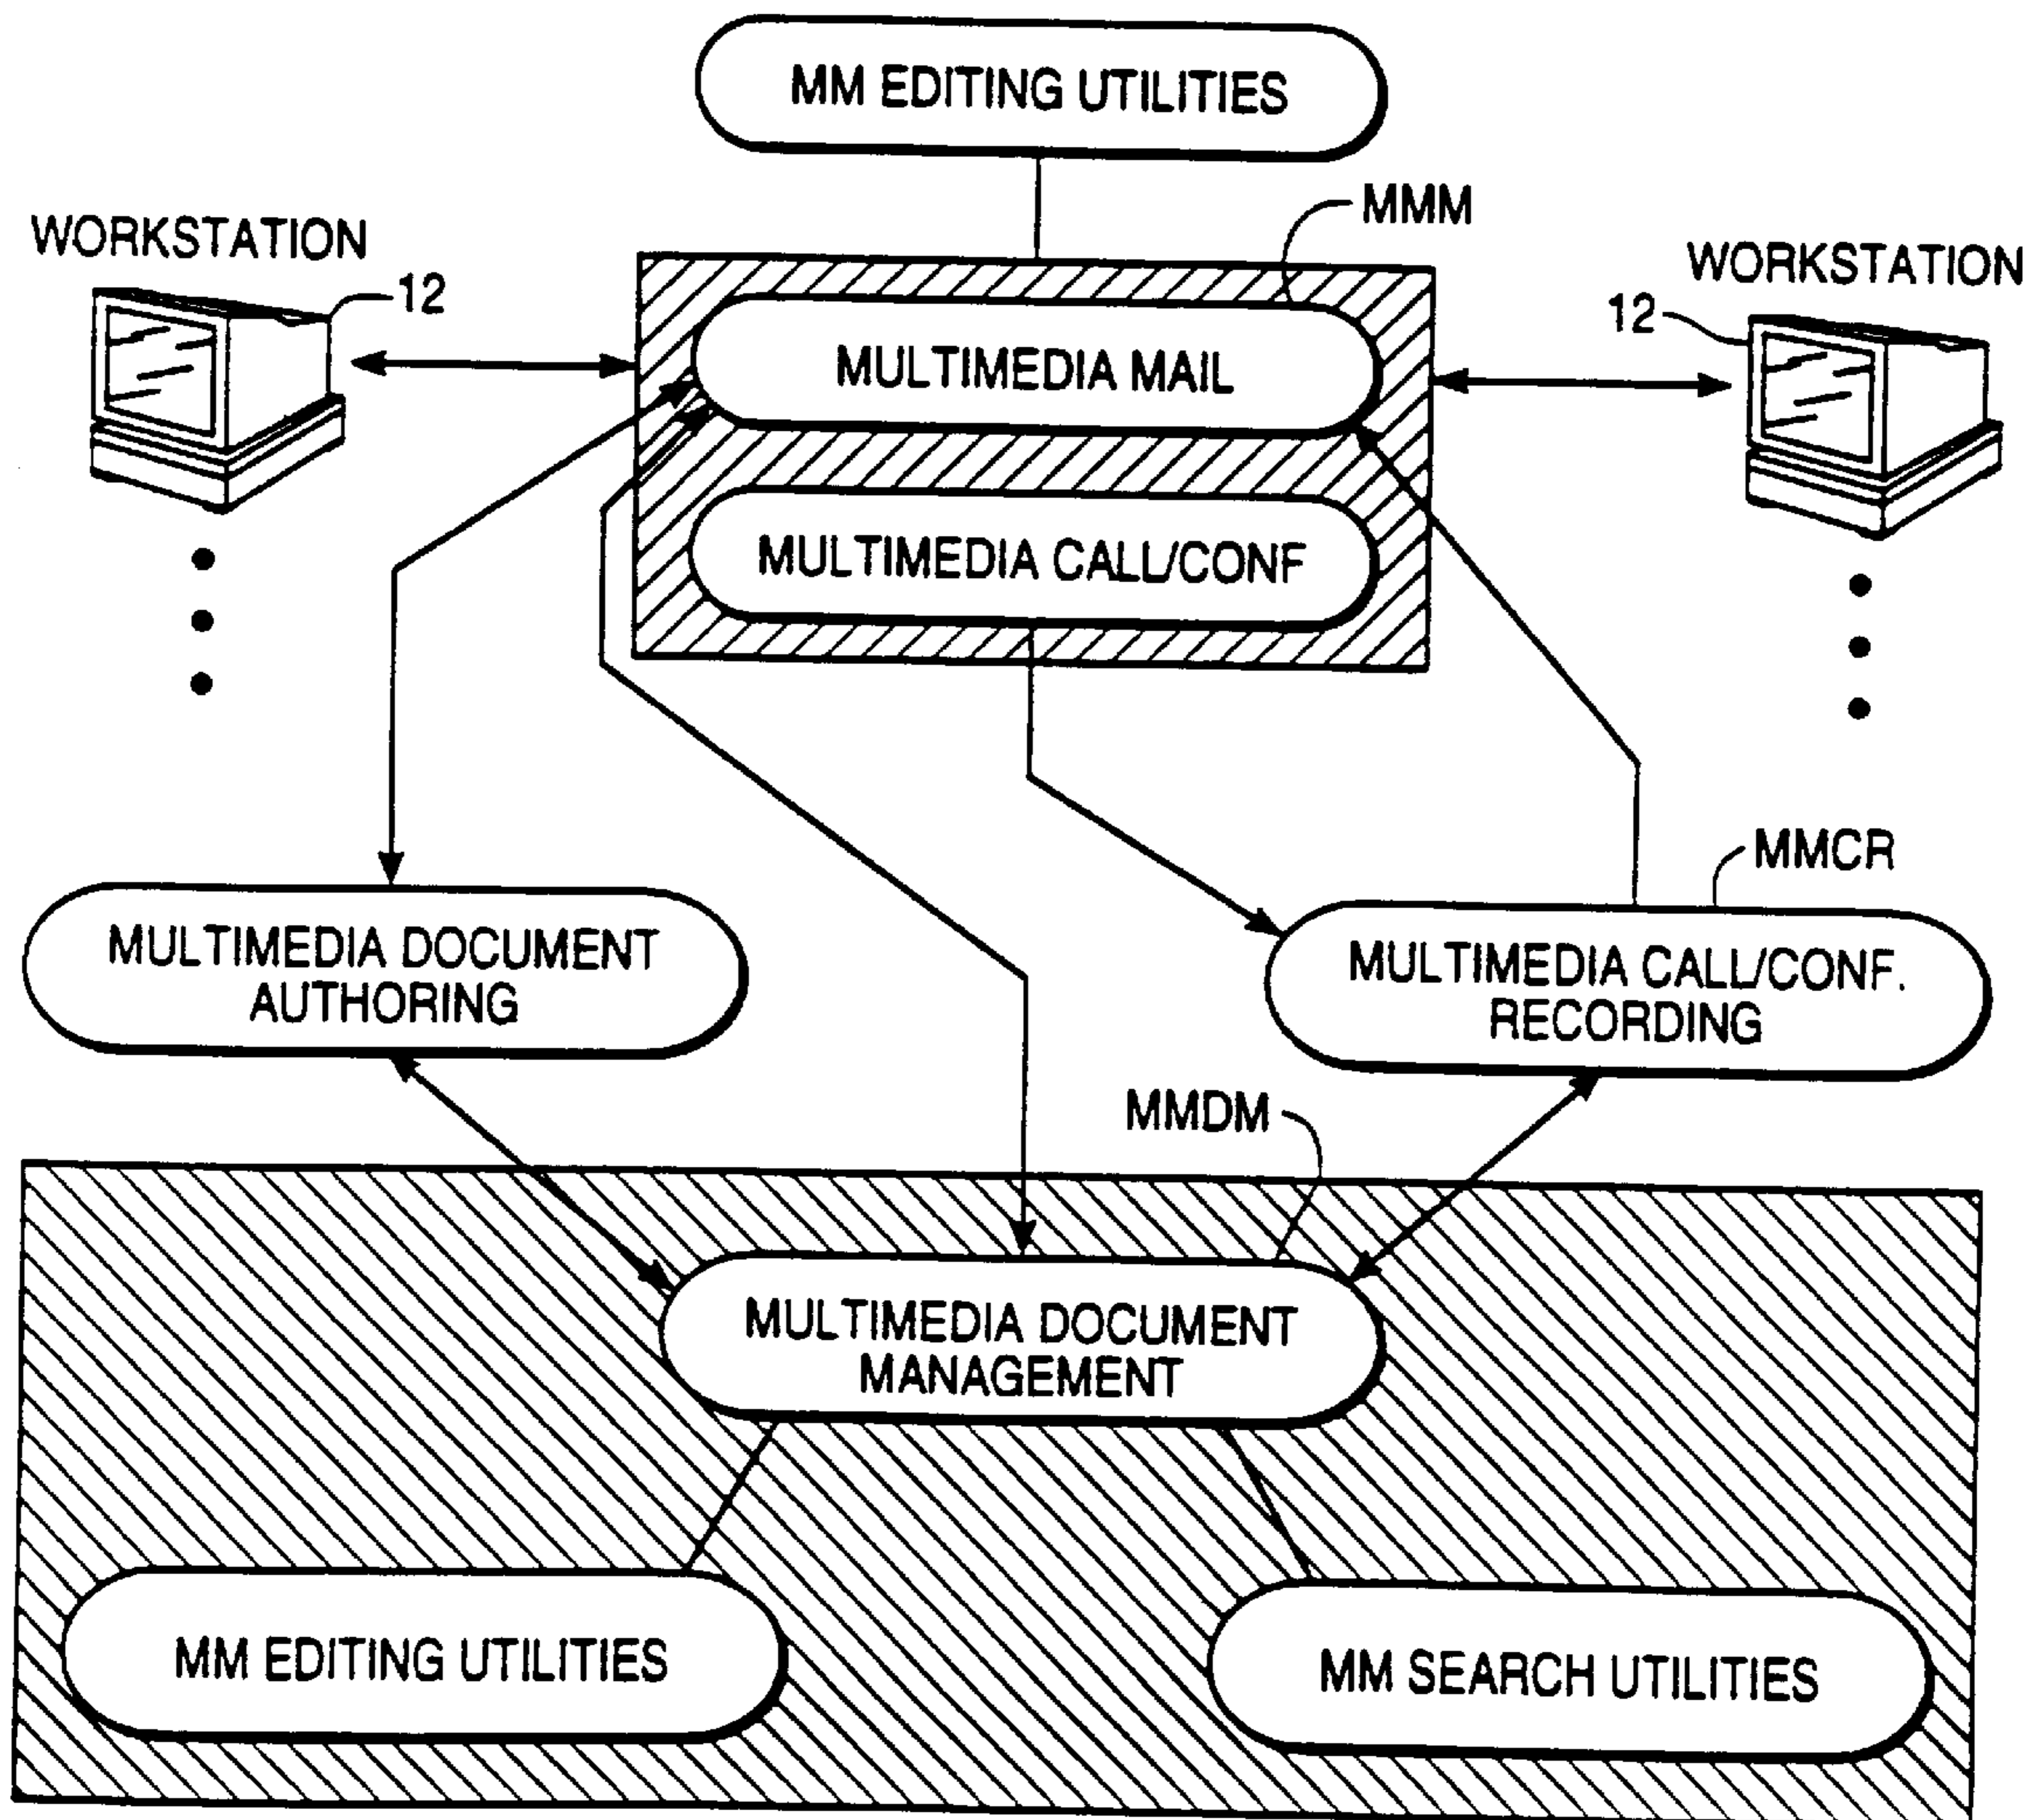 MM EDITING UTILITIES
MMM
WORKSTATION
12
WORKSTATION
12
MULTIMEDIA MAIL
MULTIMEDIA CALL/CONF
MMCR
MULTIMEDIA DOCUMENT
AUTHORING
MULTIMEDIA CALL/CONF.
RECORDING
MMDM
MULTIMEDIA DOCUMENT
MANAGEMENT
MM EDITING UTILITIES
MM SEARCH UTILITIES